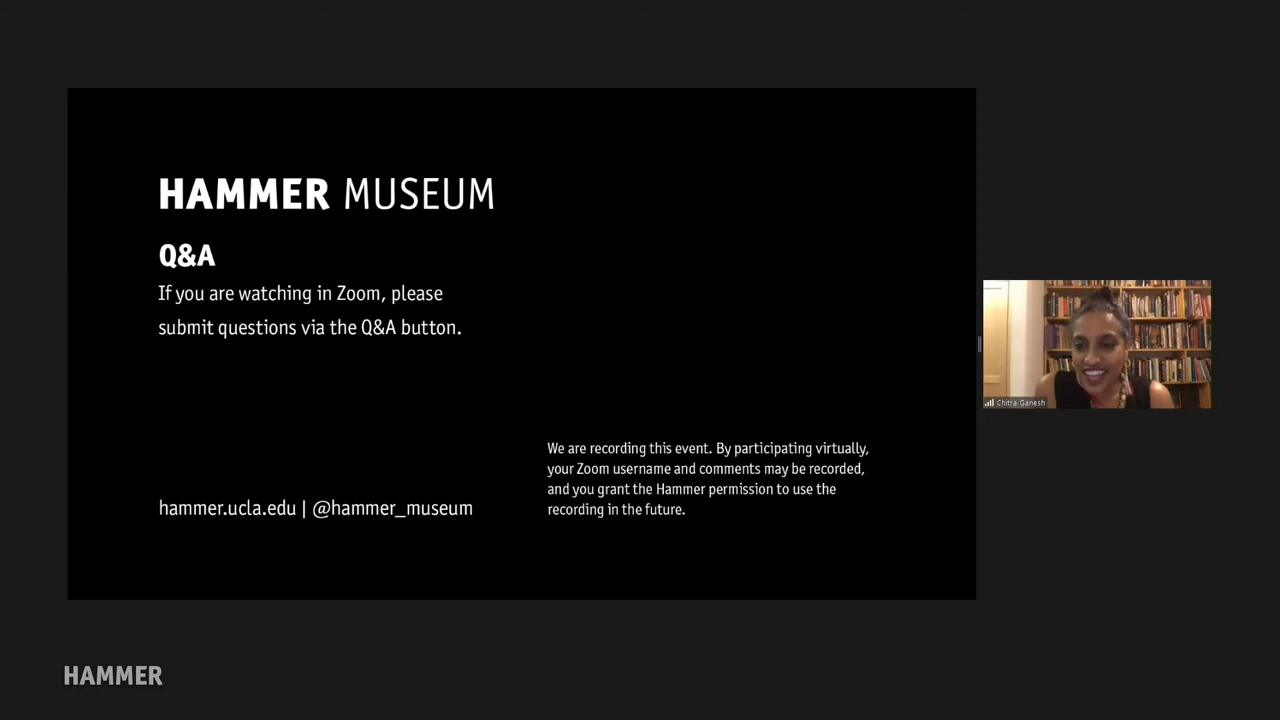 HAMMER MUSEUM
Q&A
If you are watching in Zoom, please
submit questions via the Q&A button.
We are recording this event. By participating virtually,
your Zoom username and comments may be recorded,
and you grant the Hammer permission to use the
recording in the future.
hammer.ucla.edu | @hammer_museum
Chitra Ganesh
HAMMER